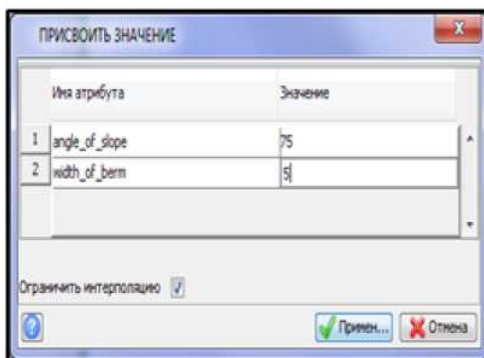 ПРИСВОИТЬ ЗНАЧЕНИЕ
Имя атрибута Значение
1 angle_of_slope 75
2 width_of_berm 5
Ограничить интерполяцию
Примен... Отмена